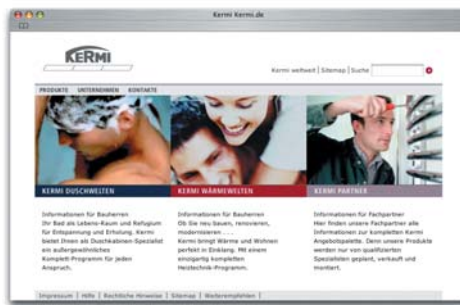 Kermi Kermi.de
KERMI
Kermi weltweit | Sitemap | Suche
PRODUKTE UNTERNEHMEN KONTAKTE
KERMI DUSCHWELTEN
KERMI WÄRMEWELTEN
KERMI PARTNER
Informationen für Bauherren
Ihr Bad als Lebens-Raum und Refugium
für Entspannung und Erholung. Kermi
bietet Ihnen als Duschkabinen-Spezialist
ein außergewöhnliches
Komplett-Programm für jeden
Anspruch.
Informationen für Bauherren
Ob Sie neu bauen, renovieren,
modernisieren . . .
Kermi bringt Wärme und Wohnen
perfekt in Einklang. Mit einem
einzigartig kompletten
Heiztechnik-Programm.
Informationen für Fachpartner
Hier finden unsere Fachpartner alle
Informationen zur kompletten Kermi
Angebotspalette. Denn unsere Produkte
werden nur von qualifizierten
Spezialisten geplant, verkauft und
montiert.
Impressum | Hilfe | Rechtliche Hinweise | Sitemap | Weiterempfehlen |